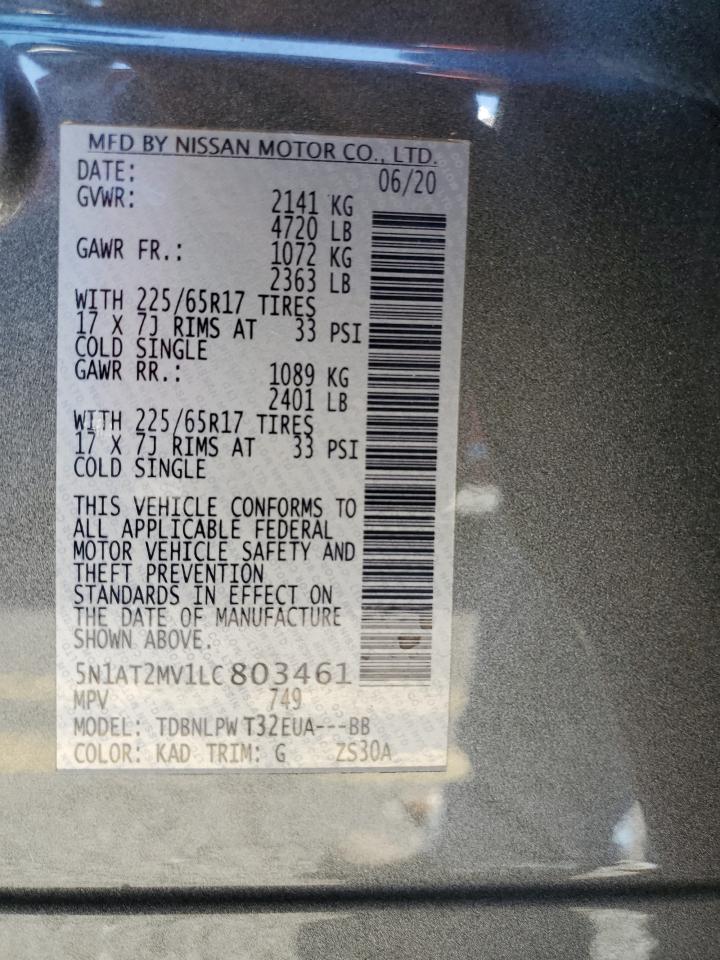 MFD BY NISSAN MOTOR CO., LTD.
DATE: 06/20
GVWR: 2141 KG
4720 LB
GAWR FR.: 1072 KG
2363 LB
WITH 225/65R17 TIRES
17 X 7J RIMS AT 33 PSI
COLD SINGLE
GAWR RR.: 1089 KG
2401 LB
WITH 225/65R17 TIRES
17 X 7J RIMS AT 33 PSI
COLD SINGLE
THIS VEHICLE CONFORMS TO
ALL APPLICABLE FEDERAL
MOTOR VEHICLE SAFETY AND
THEFT PREVENTION
STANDARDS IN EFFECT ON
THE DATE OF MANUFACTURE
SHOWN ABOVE.
5N1AT2MV1LC803461
MPV 749
MODEL: TDBNLPWT32EUA---BB
COLOR: KAD TRIM: G ZS30A